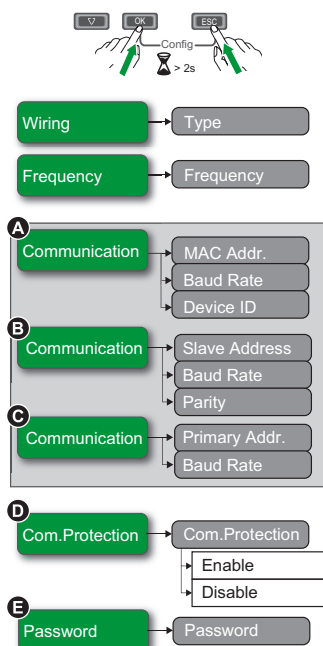 OK ESC
Config
> 2s
Wiring Type
Frequency Frequency
A
Communication MAC Addr.
Baud Rate
Device ID
B
Communication Slave Address
Baud Rate
Parity
C
Communication Primary Addr.
Baud Rate
D
Com.Protection Com.Protection
Enable
Disable
E
Password Password